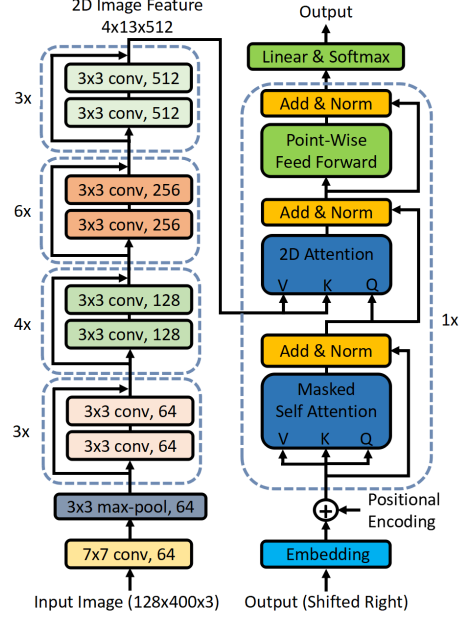 2D Image Feature
4x13x512
3x
3x3 conv, 512
3x3 conv, 512
6x
3x3 conv, 256
3x3 conv, 256
4x
3x3 conv, 128
3x3 conv, 128
3x
3x3 conv, 64
3x3 conv, 64
3x3 max-pool, 64
7x7 conv, 64
Input Image (128x400x3)
Output
Linear & Softmax
Add & Norm
Point-Wise
Feed Forward
Add & Norm
2D Attention
V K Q
1x
Add & Norm
Masked
Self Attention
V K Q
+
Positional
Encoding
Embedding
Output (Shifted Right)